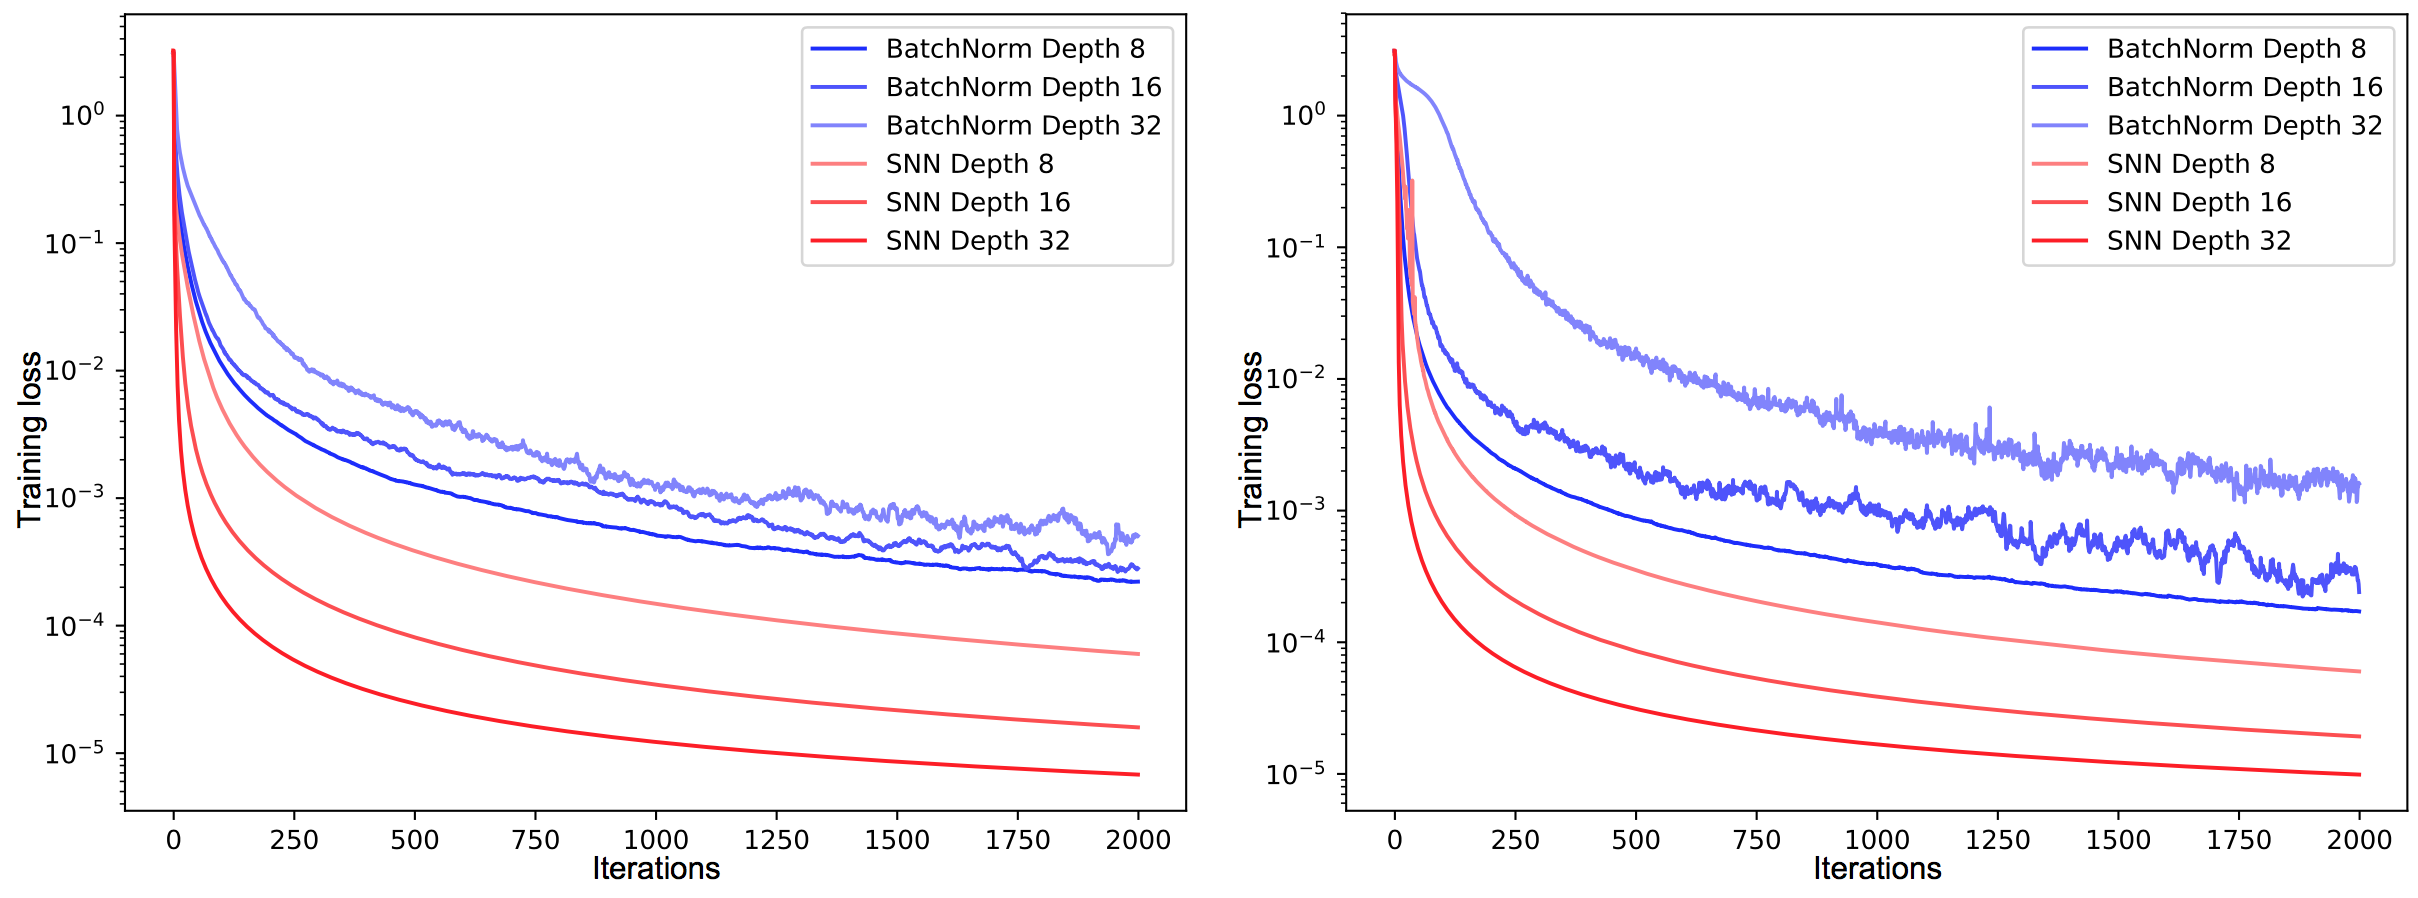 BatchNorm Depth 8
BatchNorm Depth 16
BatchNorm Depth 32
SNN Depth 8
SNN Depth 16
SNN Depth 32
Training loss
10⁰
10⁻¹
10⁻²
10⁻³
10⁻⁴
10⁻⁵
0 250 500 750 1000 1250 1500 1750 2000
Iterations
BatchNorm Depth 8
BatchNorm Depth 16
BatchNorm Depth 32
SNN Depth 8
SNN Depth 16
SNN Depth 32
Training loss
10⁰
10⁻¹
10⁻²
10⁻³
10⁻⁴
10⁻⁵
0 250 500 750 1000 1250 1500 1750 2000
Iterations